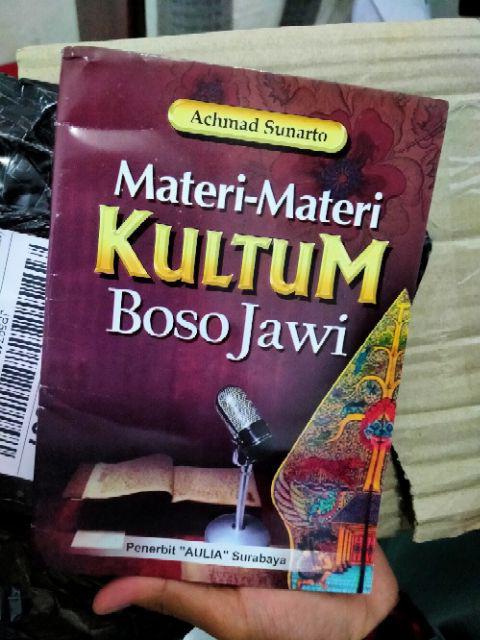 Achmad Sunarto
Materi-Materi
KULTUM
Boso Jawi
Penerbit "AULIA" Surabaya